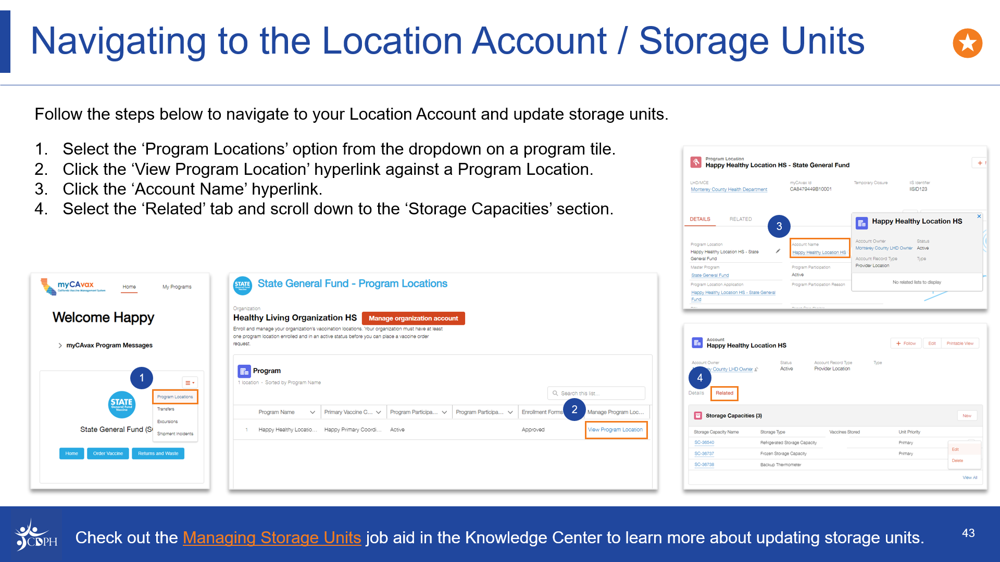 Navigating to the Location Account / Storage Units
Follow the steps below to navigate to your Location Account and update storage units.
1. Select the ‘Program Locations’ option from the dropdown on a program tile.
2. Click the ‘View Program Location’ hyperlink against a Program Location.
3. Click the ‘Account Name’ hyperlink.
4. Select the ‘Related’ tab and scroll down to the ‘Storage Capacities’ section.
myCAvax
California Vaccine Management System
Home
My Programs
Welcome Happy
myCAvax Program Messages
1
Program Locations
Transfers
Excursions
Shipment Incidents
STATE
General Fund
Vaccine
State General Fund (S
Home
Order Vaccine
Returns and Waste
STATE
General Fund
Vaccine
State General Fund - Program Locations
Organization
Healthy Living Organization HS
Manage organization account
Enroll and manage your organization's vaccination locations. Your organization must have at least
one program location enrolled and in an active status before you can place a vaccine order
request.
Program
1 location • Sorted by Program Name
Search this list...
2
Program Name
Primary Vaccine C...
Program Participa...
Program Participa...
Enrollment Forms
Manage Program Loc...
1
Happy Healthy Locatio...
Happy Primary Coordi...
Active
Approved
View Program Location
Program Location
Happy Healthy Location HS - State General Fund
+ F
LHD/MCE
myCAvax Id
Temporary Closure
IIS Identifier
Monterey County Health Department
CA8479449B10001
IISID123
DETAILS
RELATED
3
Program Location
Happy Healthy Location HS - State
General Fund
Account Name
Happy Healthy Location HS
Master Program
State General Fund
Program Participation
Active
Program Location Application
Happy Healthy Location HS - State General
Fund
Program Participation Reason
Happy Healthy Location HS
Account Owner
Status
Monterey County LHD Owner
Active
Account Record Type
Type
Provider Location
No related lists to display
Account
Happy Healthy Location HS
+ Follow
Edit
Printable View
Account Owner
Status
Account Record Type
Type
ey County LHD Owner
Active
Provider Location
4
Details
Related
Storage Capacities (3)
New
Storage Capacity Name
Storage Type
Vaccines Stored
Unit Priority
SC-36540
Refrigerated Storage Capacity
Primary
SC-36737
Frozen Storage Capacity
Primary
SC-36738
Backup Thermometer
Edit
Delete
View All
CDPH
Check out the Managing Storage Units job aid in the Knowledge Center to learn more about updating storage units.
43